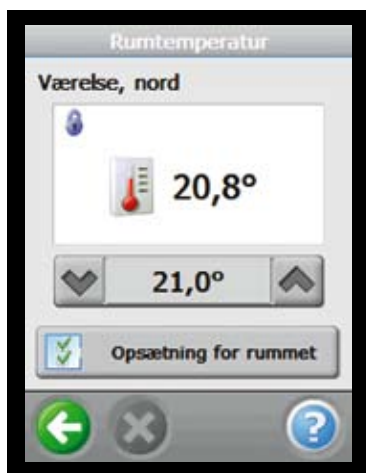 Rumtemperatur
Værelse, nord
20,8°
21,0°
Opsætning for rummet
?